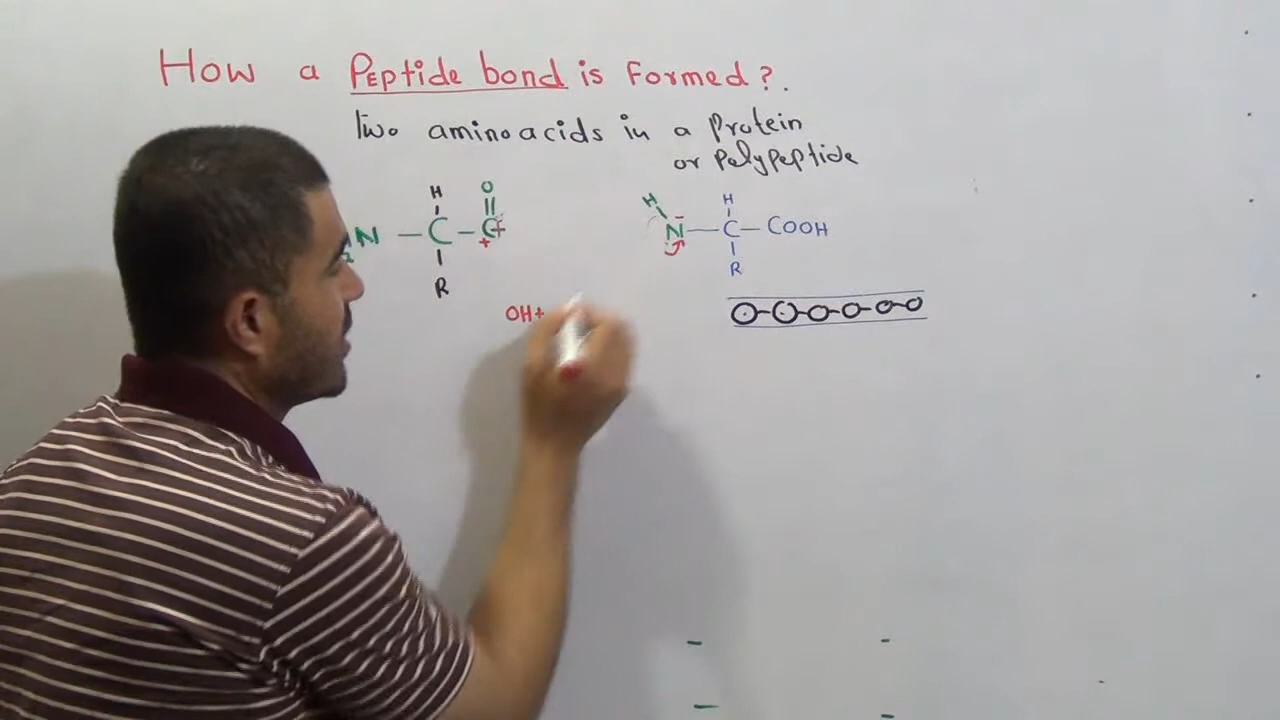 How a Peptide bond is formed?.
Two aminoacids in a Protein
or Polypeptide
H O
N — C — C +
+
R
OH+
H H
N — C — COOH
R